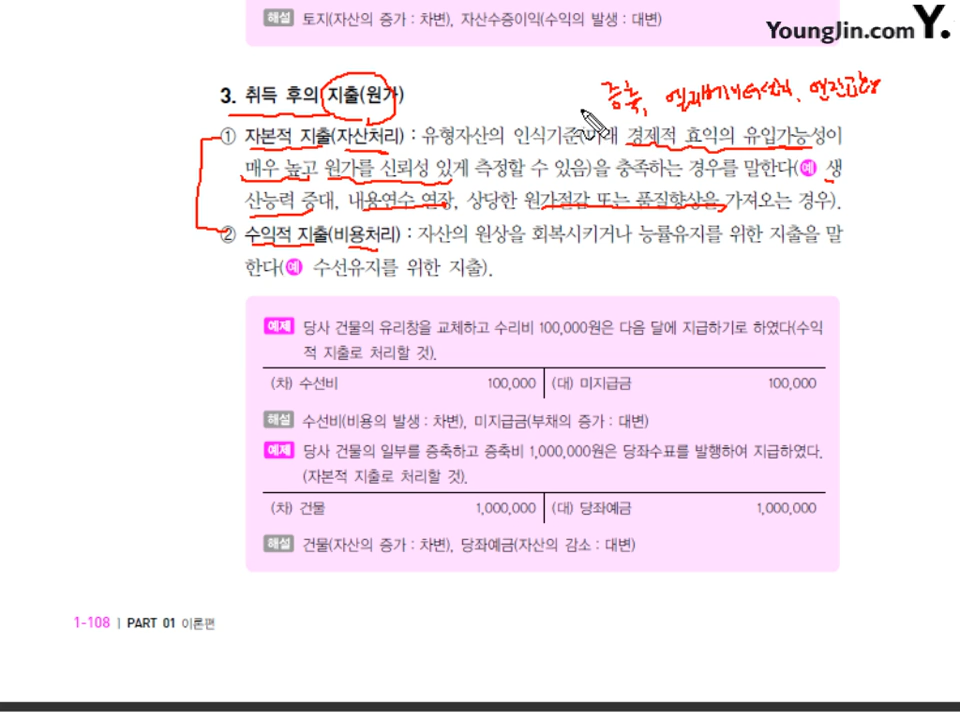 해설 토지(자산의 증가 : 차변), 자산수증이익(수익의 발생 : 대변)
YoungJin.com Y.
3. 취득 후의 지출(원가)
증축,
① 자본적 지출(자산처리) : 유형자산의 인식기준(미래 경제적 효익의 유입가능성이
매우 높고 원가를 신뢰성 있게 측정할 수 있음)을 충족하는 경우를 말한다(예 생
산능력 증대, 내용연수 연장, 상당한 원가절감 또는 품질향상을 가져오는 경우).
② 수익적 지출(비용처리) : 자산의 원상을 회복시키거나 능률유지를 위한 지출을 말
한다(예 수선유지를 위한 지출).
예제 당사 건물의 유리창을 교체하고 수리비 100,000원은 다음 달에 지급하기로 하였다(수익
적 지출로 처리할 것).
(차) 수선비 100,000 (대) 미지급금 100,000
해설 수선비(비용의 발생 : 차변), 미지급금(부채의 증가 : 대변)
예제 당사 건물의 일부를 증축하고 증축비 1,000,000원은 당좌수표를 발행하여 지급하였다.
(자본적 지출로 처리할 것).
(차) 건물 1,000,000 (대) 당좌예금 1,000,000
해설 건물(자산의 증가 : 차변), 당좌예금(자산의 감소 : 대변)
1-108 | PART 01 이론편